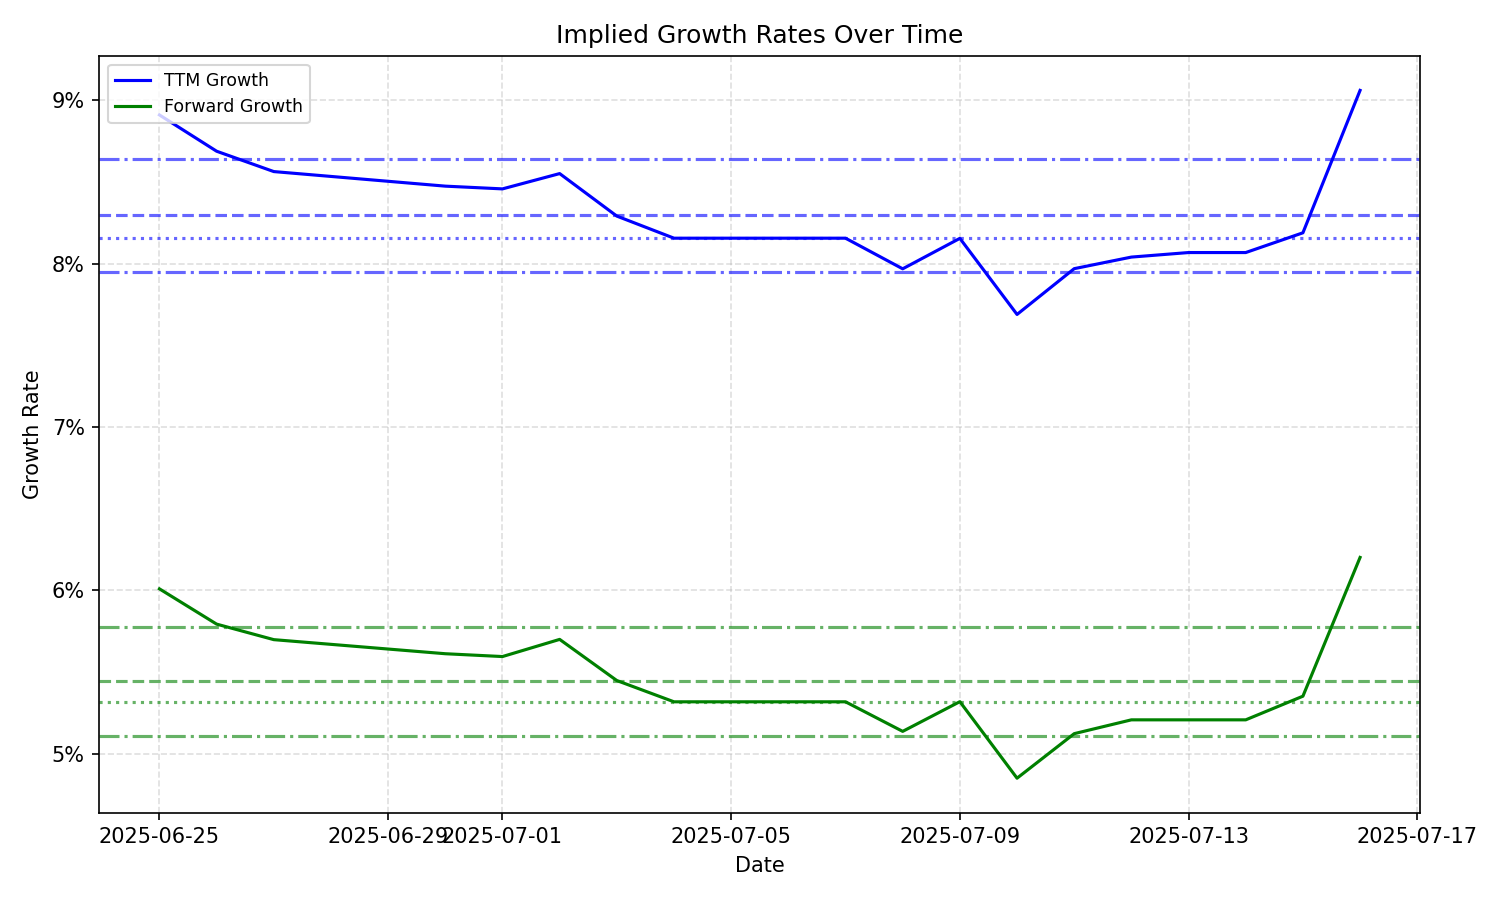 Implied Growth Rates Over Time
TTM Growth
Forward Growth
9%
8%
7%
6%
5%
Growth Rate
2025-06-25
2025-06-29
2025-07-01
2025-07-05
2025-07-09
2025-07-13
2025-07-17
Date